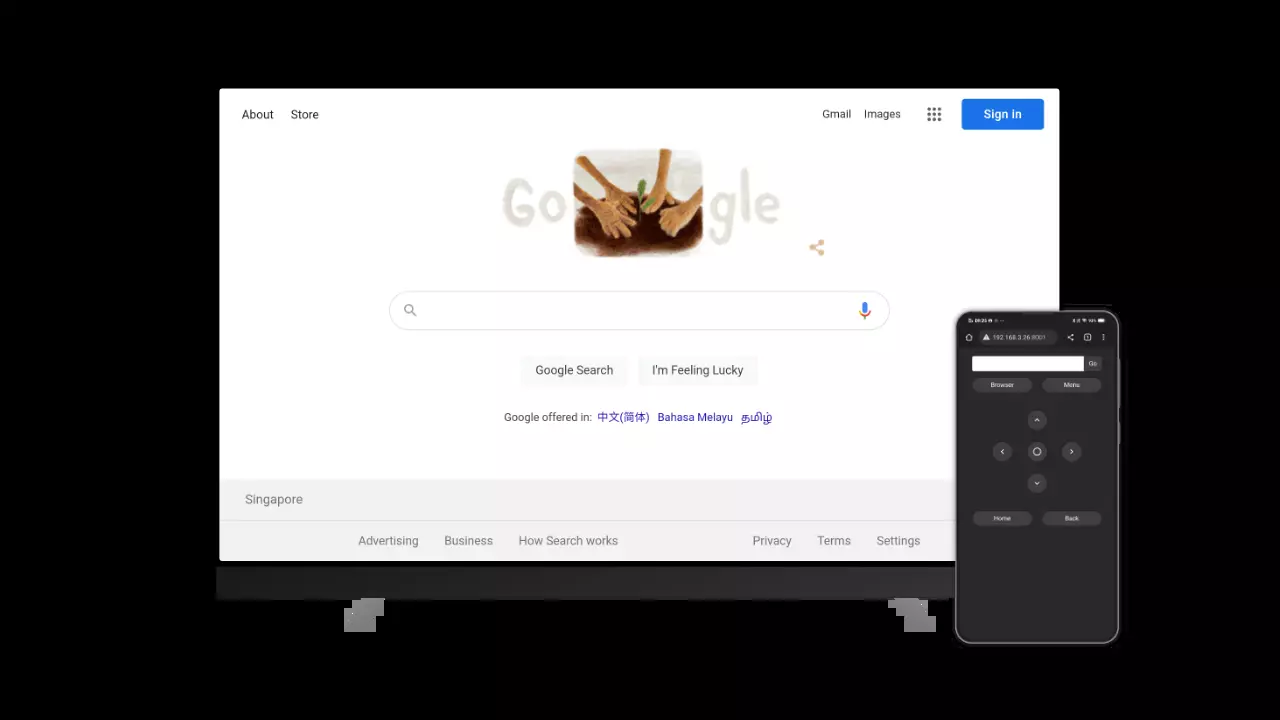 About Store
Gmail Images Sign in
Go gle
Google Search I'm Feeling Lucky
Google offered in: 中文(简体) Bahasa Melayu தமிழ்
Singapore
Advertising Business How Search works
Privacy Terms Settings
192.168.3.26
Go
Browser Menu
Home Back